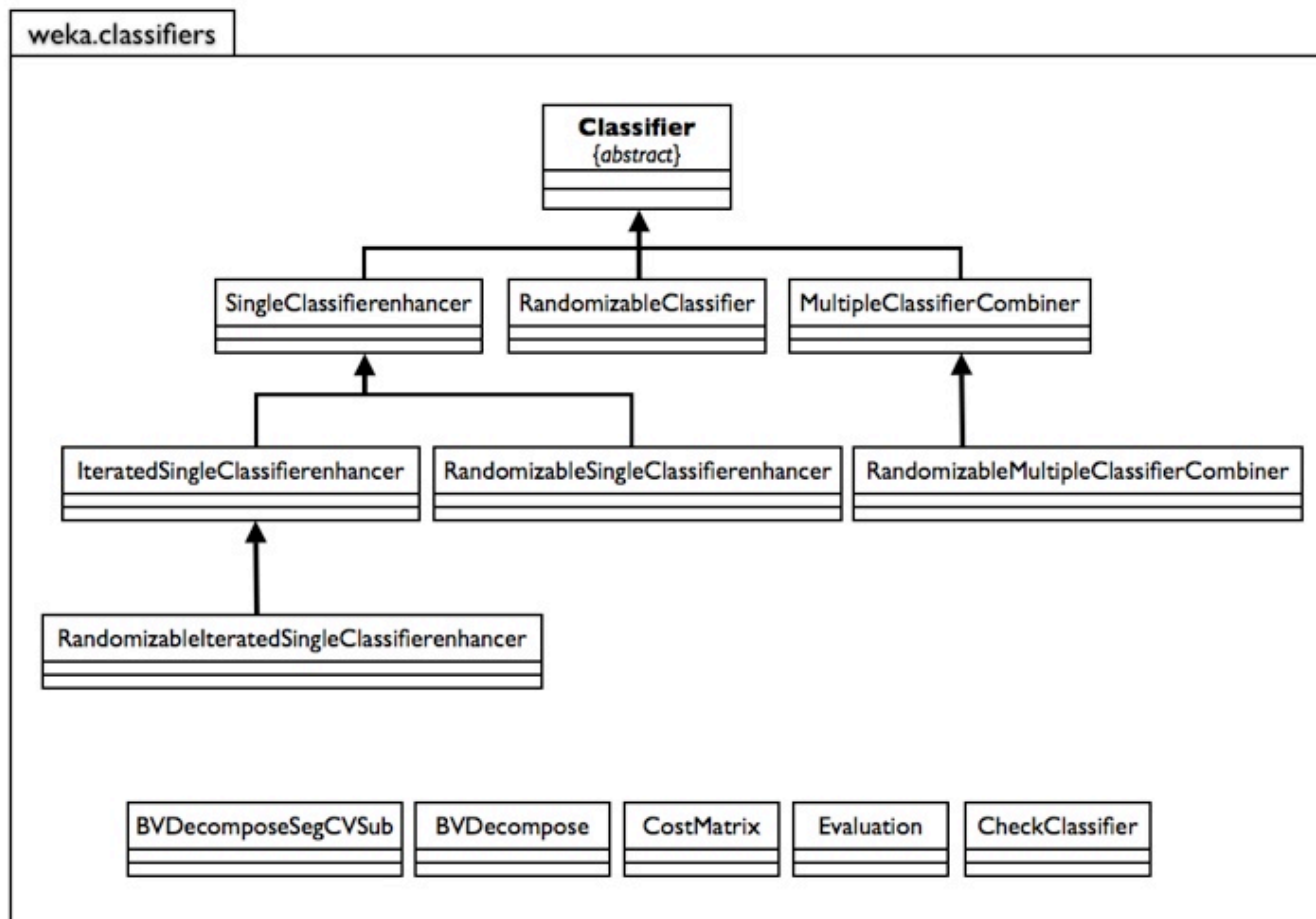 weka.classifiers
Classifier
{abstract}
SingleClassifierenhancer
RandomizableClassifier
MultipleClassifierCombiner
IteratedSingleClassifierenhancer
RandomizableSingleClassifierenhancer
RandomizableMultipleClassifierCombiner
RandomizableIteratedSingleClassifierenhancer
BVDecomposeSegCVSub
BVDecompose
CostMatrix
Evaluation
CheckClassifier